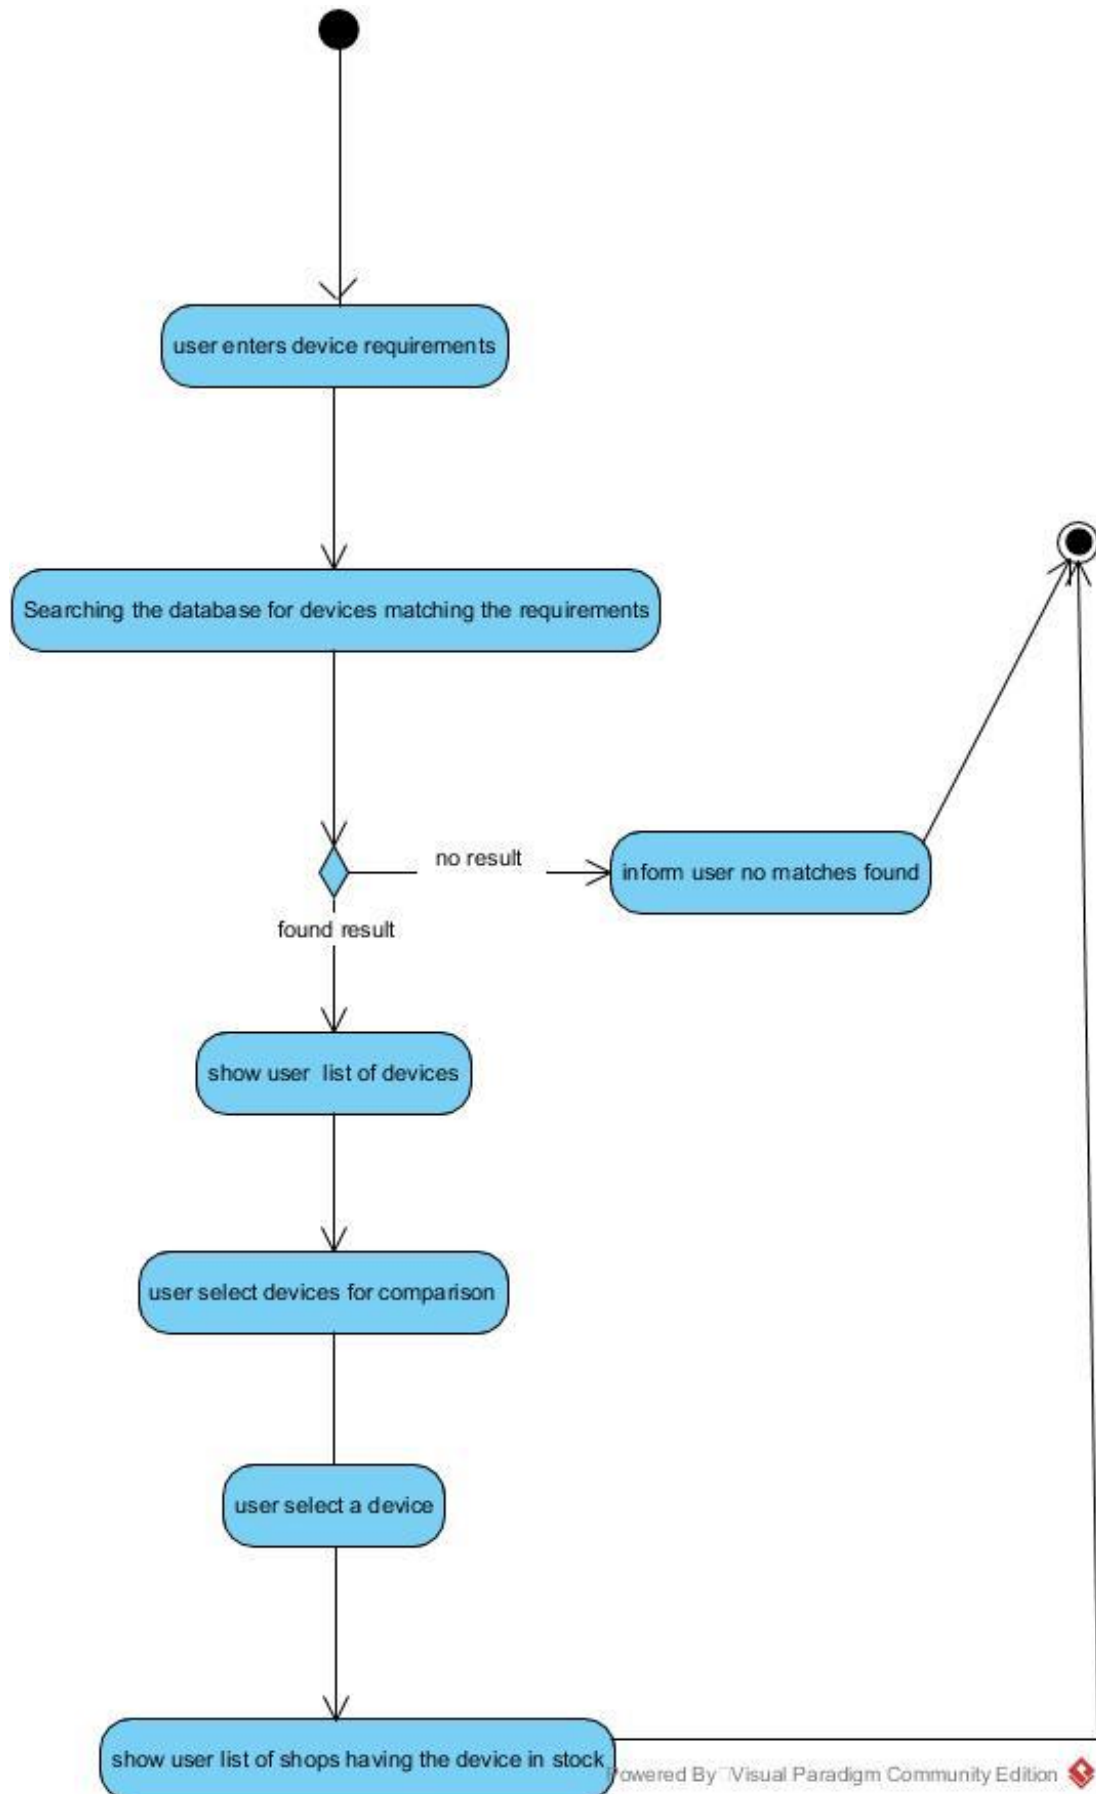 user enters device requirements
Searching the database for devices matching the requirements
no result
inform user no matches found
found result
show user  list of devices
user select devices for comparison
user select a device
show user list of shops having the device in stock
Powered By Visual Paradigm Community Edition